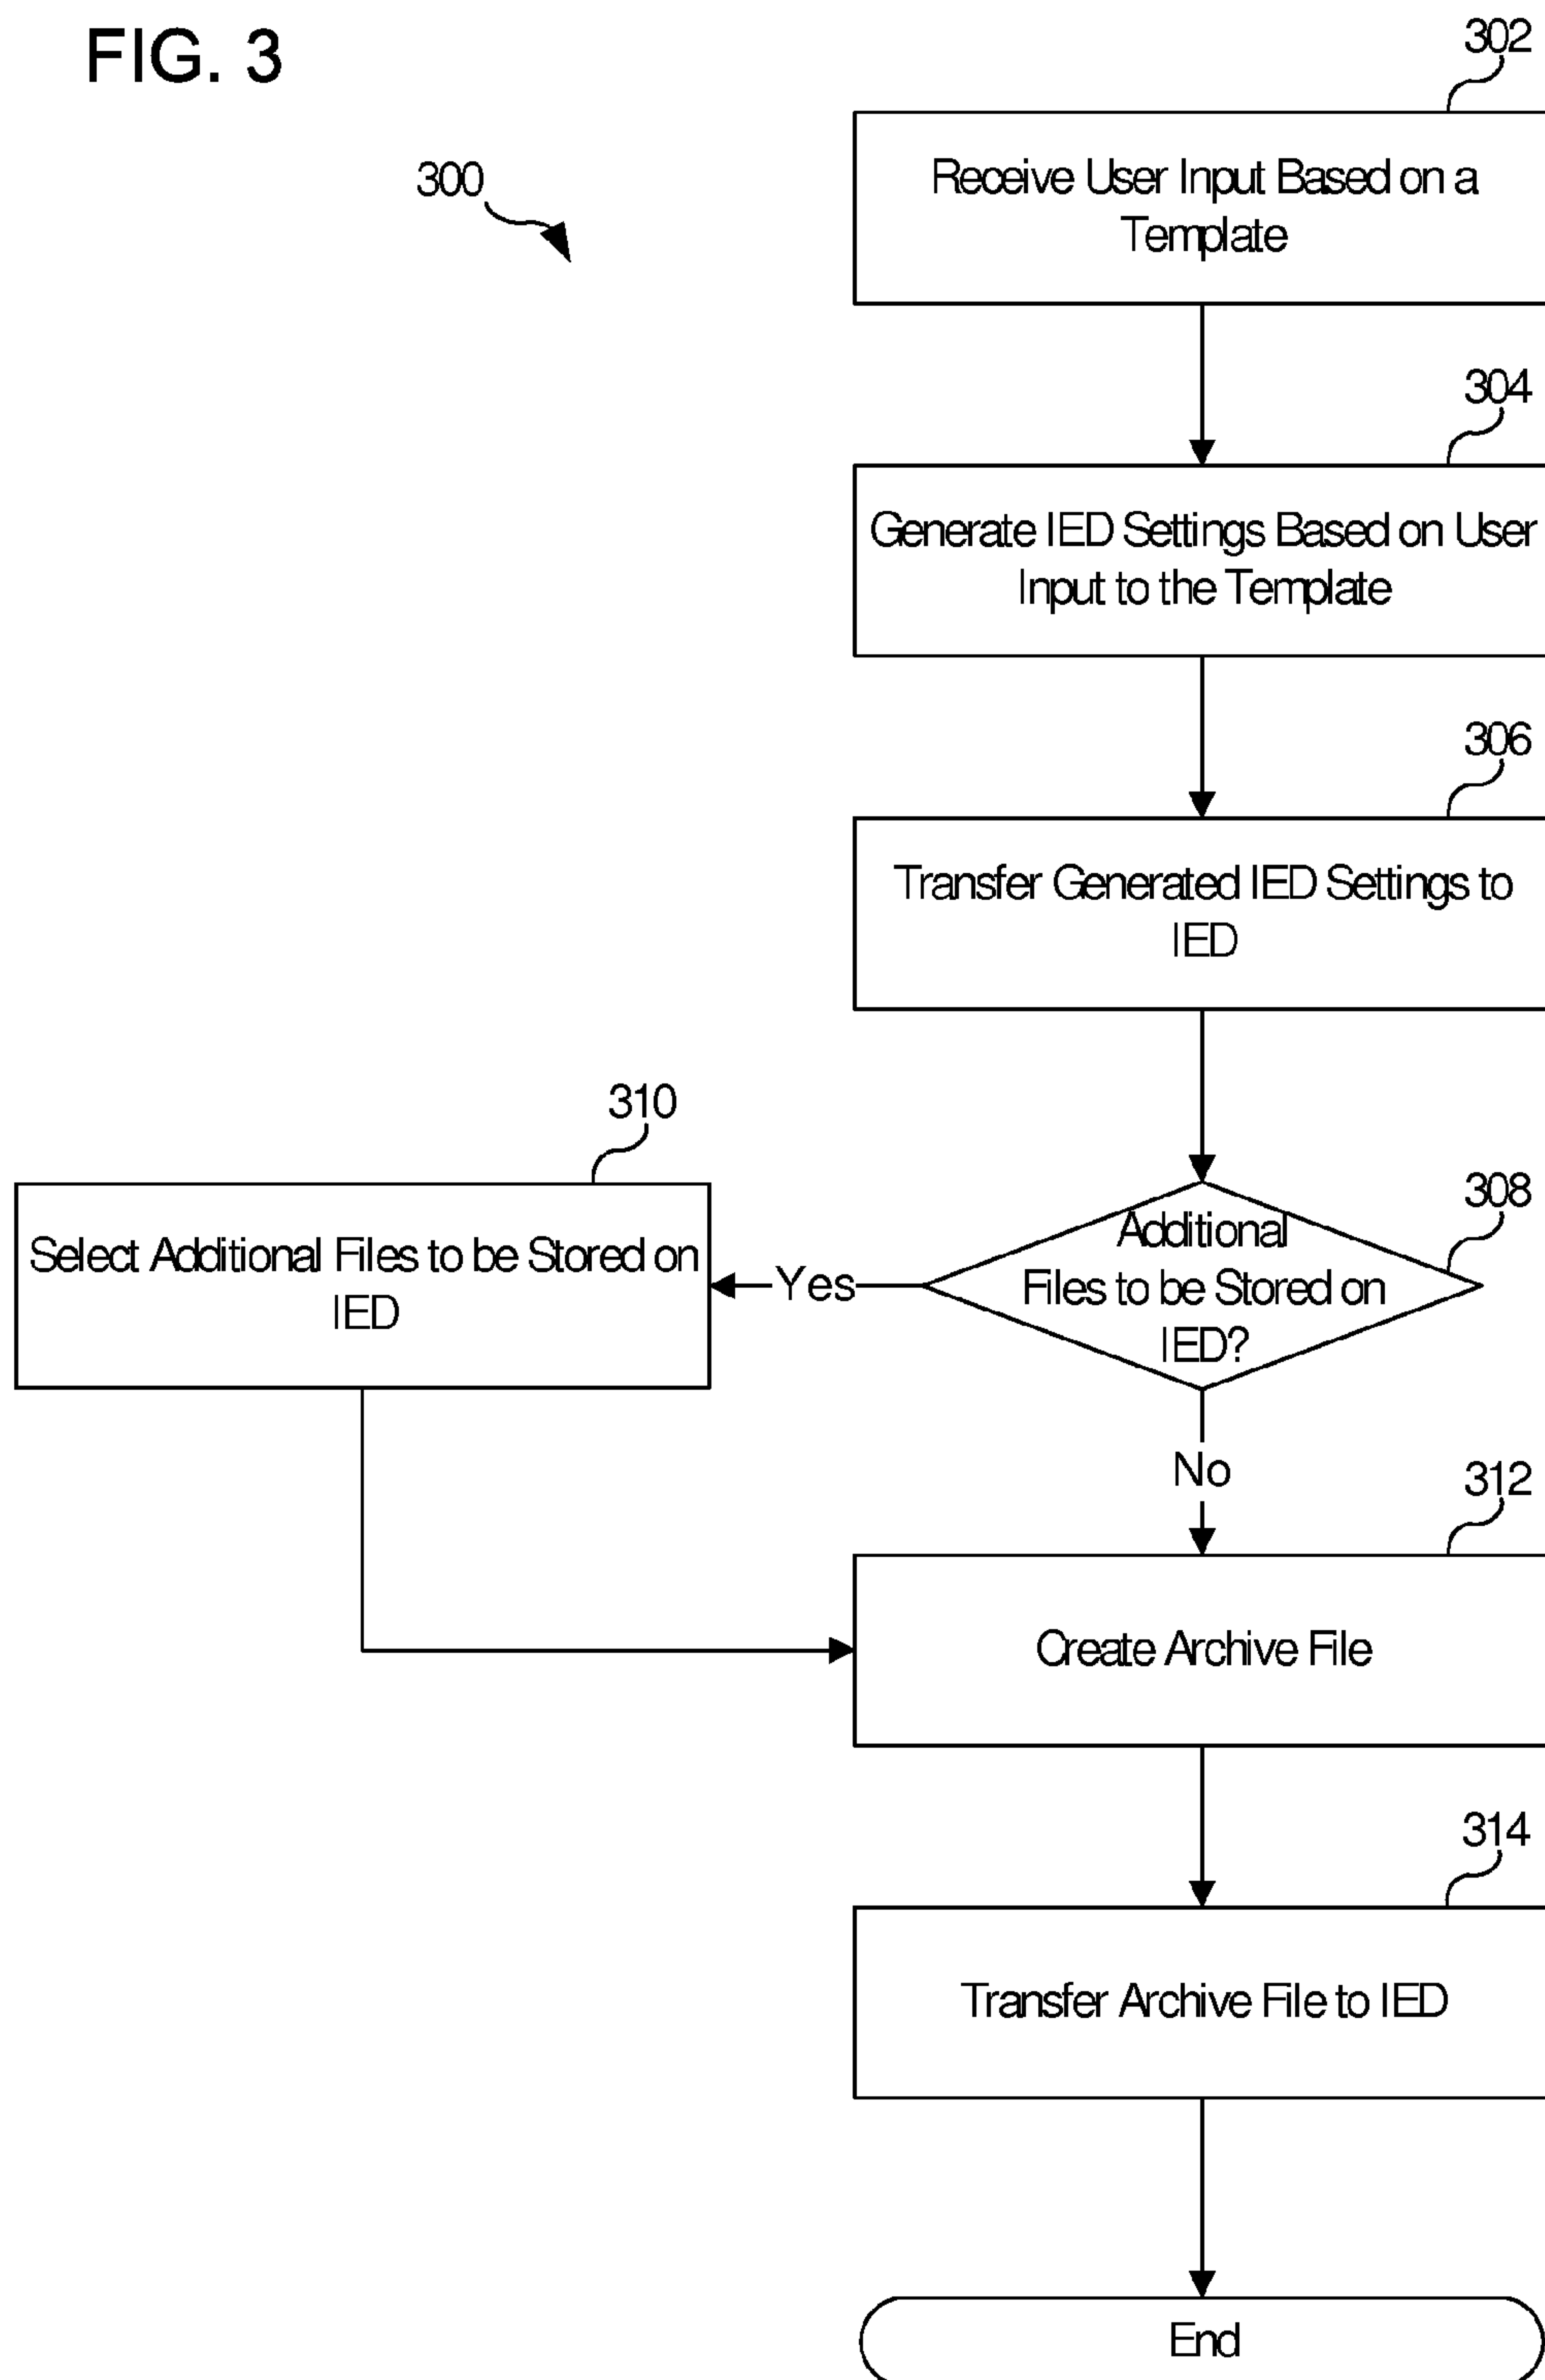 FIG. 3
300
302
Receive User Input Based on a
Template
304
Generate IED Settings Based on User
Input to the Template
306
Transfer Generated IED Settings to
IED
308
Additional
Files to be Stored on
IED?
Yes
310
Select Additional Files to be Stored on
IED
No
312
Create Archive File
314
Transfer Archive File to IED
End